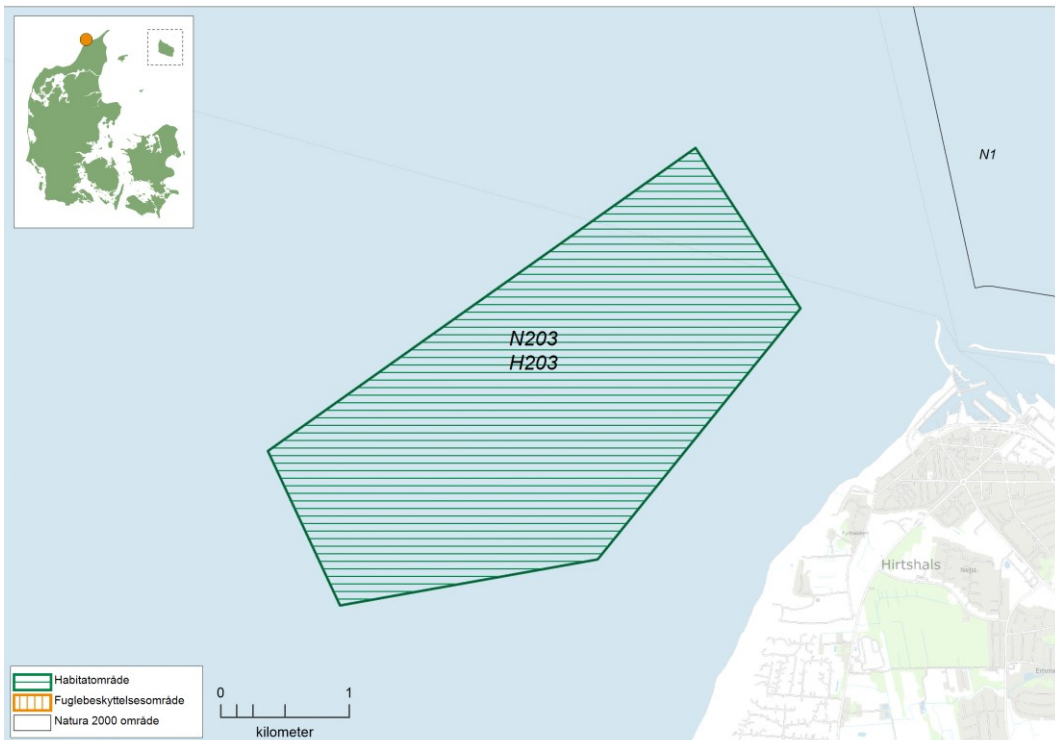 N1
N203
H203
Hirtshals
Habitatområde
Fuglebeskyttelsesområde
Natura 2000 område
0
1
kilometer